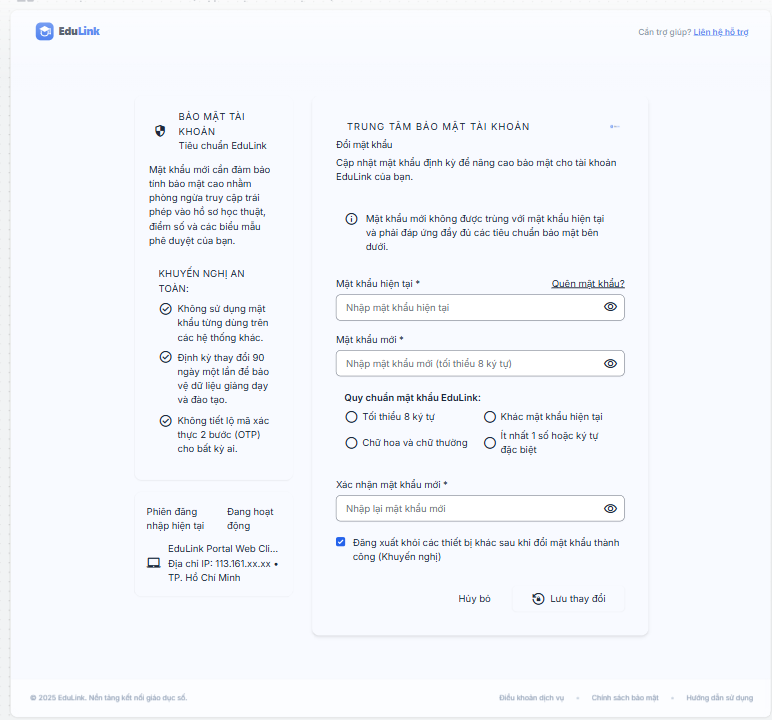 EduLink
Cần trợ giúp? Liên hệ hỗ trợ
BẢO MẬT TÀI
KHOẢN
Tiêu chuẩn EduLink
Mật khẩu mới cần đảm bảo
tính bảo mật cao nhằm
phòng ngừa truy cập trái
phép vào hồ sơ học thuật,
điểm số và các biểu mẫu
phê duyệt của bạn.
KHUYẾN NGHỊ AN
TOÀN:
Không sử dụng mật
khẩu từng dùng trên
các hệ thống khác.
Định kỳ thay đổi 90
ngày một lần để bảo
vệ dữ liệu giảng dạy
và đào tạo.
Không tiết lộ mã xác
thực 2 bước (OTP)
cho bất kỳ ai.
Phiên đăng
nhập hiện tại
Đang hoạt
động
EduLink Portal Web Cli...
Địa chỉ IP: 113.161.xx.xx •
TP. Hồ Chí Minh
TRUNG TÂM BẢO MẬT TÀI KHOẢN
Đổi mật khẩu
Cập nhật mật khẩu định kỳ để nâng cao bảo mật cho tài khoản
EduLink của bạn.
Mật khẩu mới không được trùng với mật khẩu hiện tại
và phải đáp ứng đầy đủ các tiêu chuẩn bảo mật bên
dưới.
Mật khẩu hiện tại *
Quên mật khẩu?
Nhập mật khẩu hiện tại
Mật khẩu mới *
Nhập mật khẩu mới (tối thiểu 8 ký tự)
Quy chuẩn mật khẩu EduLink:
Tối thiểu 8 ký tự
Khác mật khẩu hiện tại
Chữ hoa và chữ thường
Ít nhất 1 số hoặc ký tự
đặc biệt
Xác nhận mật khẩu mới *
Nhập lại mật khẩu mới
Đăng xuất khỏi các thiết bị khác sau khi đổi mật khẩu thành
công (Khuyến nghị)
Hủy bỏ
Lưu thay đổi
© 2025 EduLink. Nền tảng kết nối giáo dục số.
Điều khoản dịch vụ • Chính sách bảo mật • Hướng dẫn sử dụng